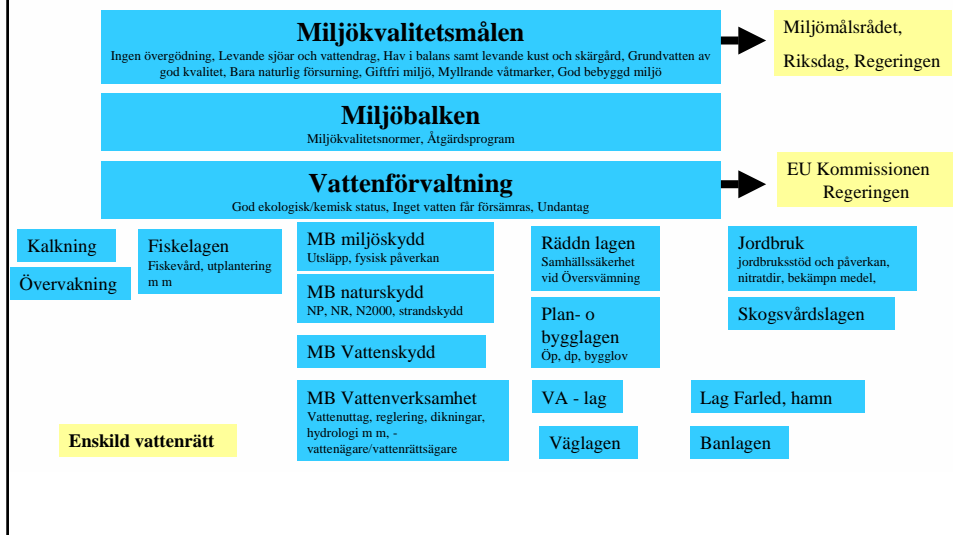 Miljökvalitetsmålen
Ingen övergödning, Levande sjöar och vattendrag, Hav i balans samt levande kust och skärgård, Grundvatten av
god kvalitet, Bara naturlig försurning, Giftfri miljö, Myllrande våtmarker, God bebyggd miljö
Miljömålsrådet,
Riksdag, Regeringen
Miljöbalken
Miljökvalitetsnormer, Åtgärdsprogram
Vattenförvaltning
God ekologisk/kemisk status, Inget vatten får försämras, Undantag
EU Kommissionen
Regeringen
Kalkning
Övervakning
Fiskelagen
Fiskevård, utplantering
m m
MB miljöskydd
Utsläpp, fysisk påverkan
MB naturskydd
NP, NR, N2000, strandskydd
MB Vattenskydd
MB Vattenverksamhet
Vattenuttag, reglering, dikningar,
hydrologi m m, -
vattenägare/vattenrättsägare
Räddn lagen
Samhällssäkerhet
vid Översvämning
Plan- o
bygglagen
Öp, dp, bygglov
VA - lag
Väglagen
Jordbruk
jordbruksstöd och påverkan,
nitratdir, bekämpn medel,
Skogsvårdslagen
Lag Farled, hamn
Banlagen
Enskild vattenrätt